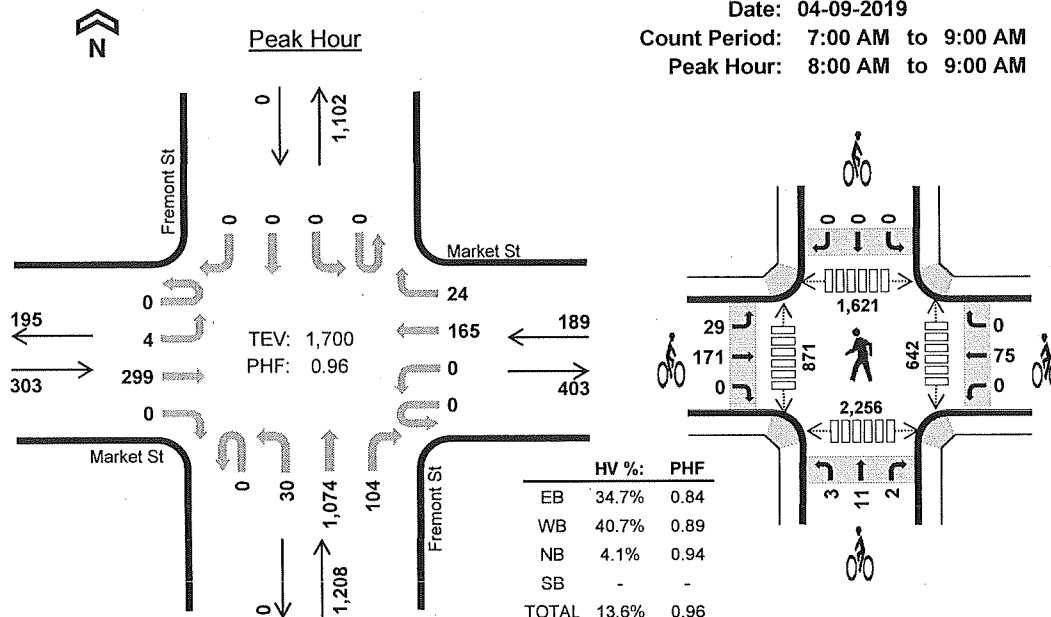 Date: 04-09-2019
Count Period: 7:00 AM to 9:00 AM
Peak Hour: 8:00 AM to 9:00 AM
N
Peak Hour
0
1,102
Fremont St
0 0 0 0
Market St
0
4
299
0
195
303
TEV: 1,700
PHF: 0.96
24
165
0
0
189
403
Market St
0 30 1,074 104
Fremont St
0
1,208
0 0 0
1,621
29
171
0
871
642
0
75
0
2,256
3 11 2
HV %: PHF
EB 34.7% 0.84
WB 40.7% 0.89
NB 4.1% 0.94
SB - -
TOTAL 13.6% 0.96